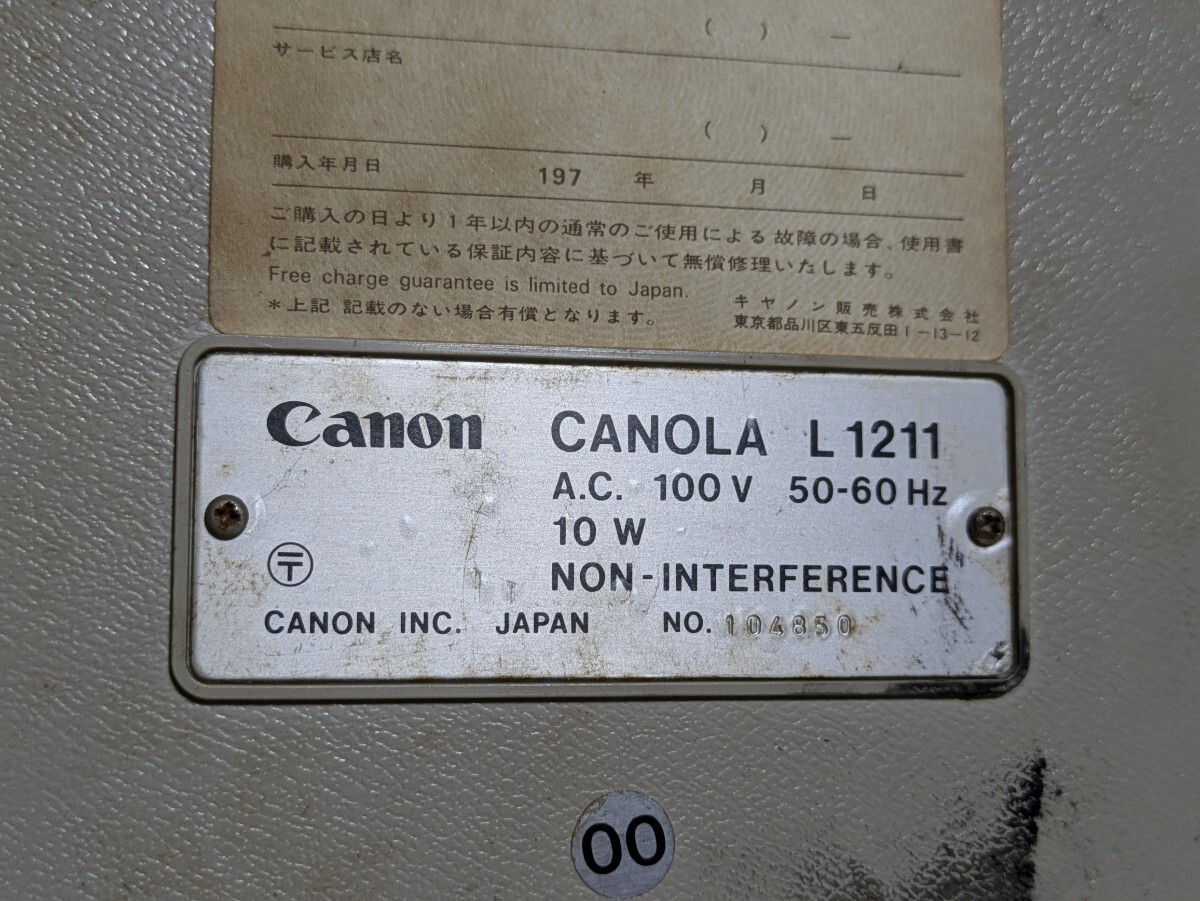 ( ) —
サービス店名
( ) —
購入年月日 197 年 月 日
ご購入の日より1年以内の通常のご使用による故障の場合、使用書
に記載されている保証内容に基づいて無償修理いたします。
Free charge guarantee is limited to Japan.
*上記 記載のない場合有償となります。
キヤノン販売株式会社
東京都品川区東五反田1-13-12
Canon CANOLA L1211
A.C. 100V 50-60Hz
10W
〒
NON-INTERFERENCE
CANON INC. JAPAN NO. 104850
00